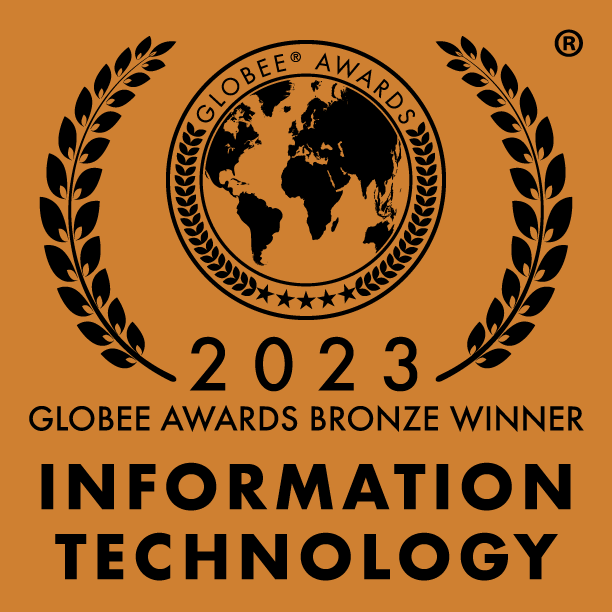 ®
GLOBEE® AWARDS
2023
GLOBEE AWARDS BRONZE WINNER
INFORMATION
TECHNOLOGY